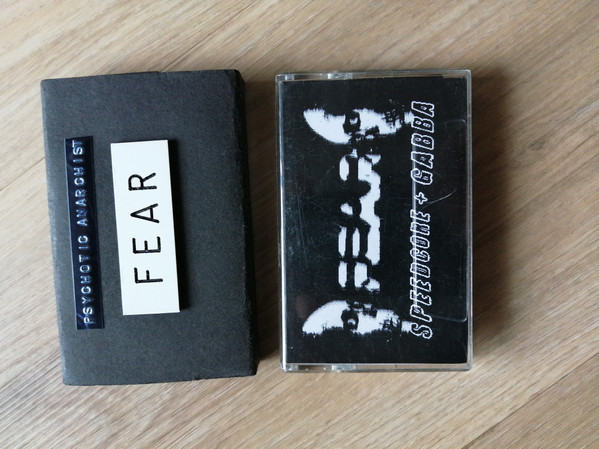 PSYCHOTIC ANARCHIST
FEAR
FEAR
SPEEDCORE + GABBA